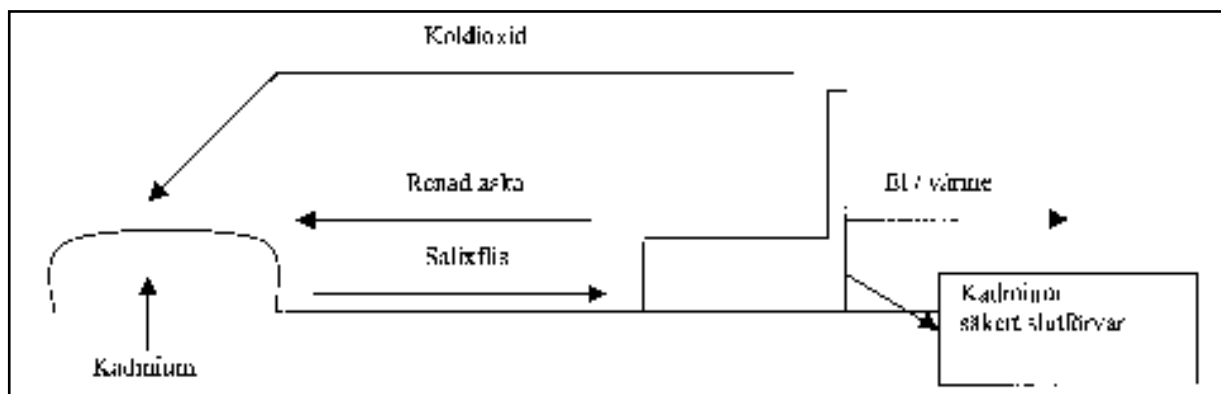 Koldioxid
Renad aska
El / värme
Salixflis
Kadmium
säkert slutförvar
Kadmium